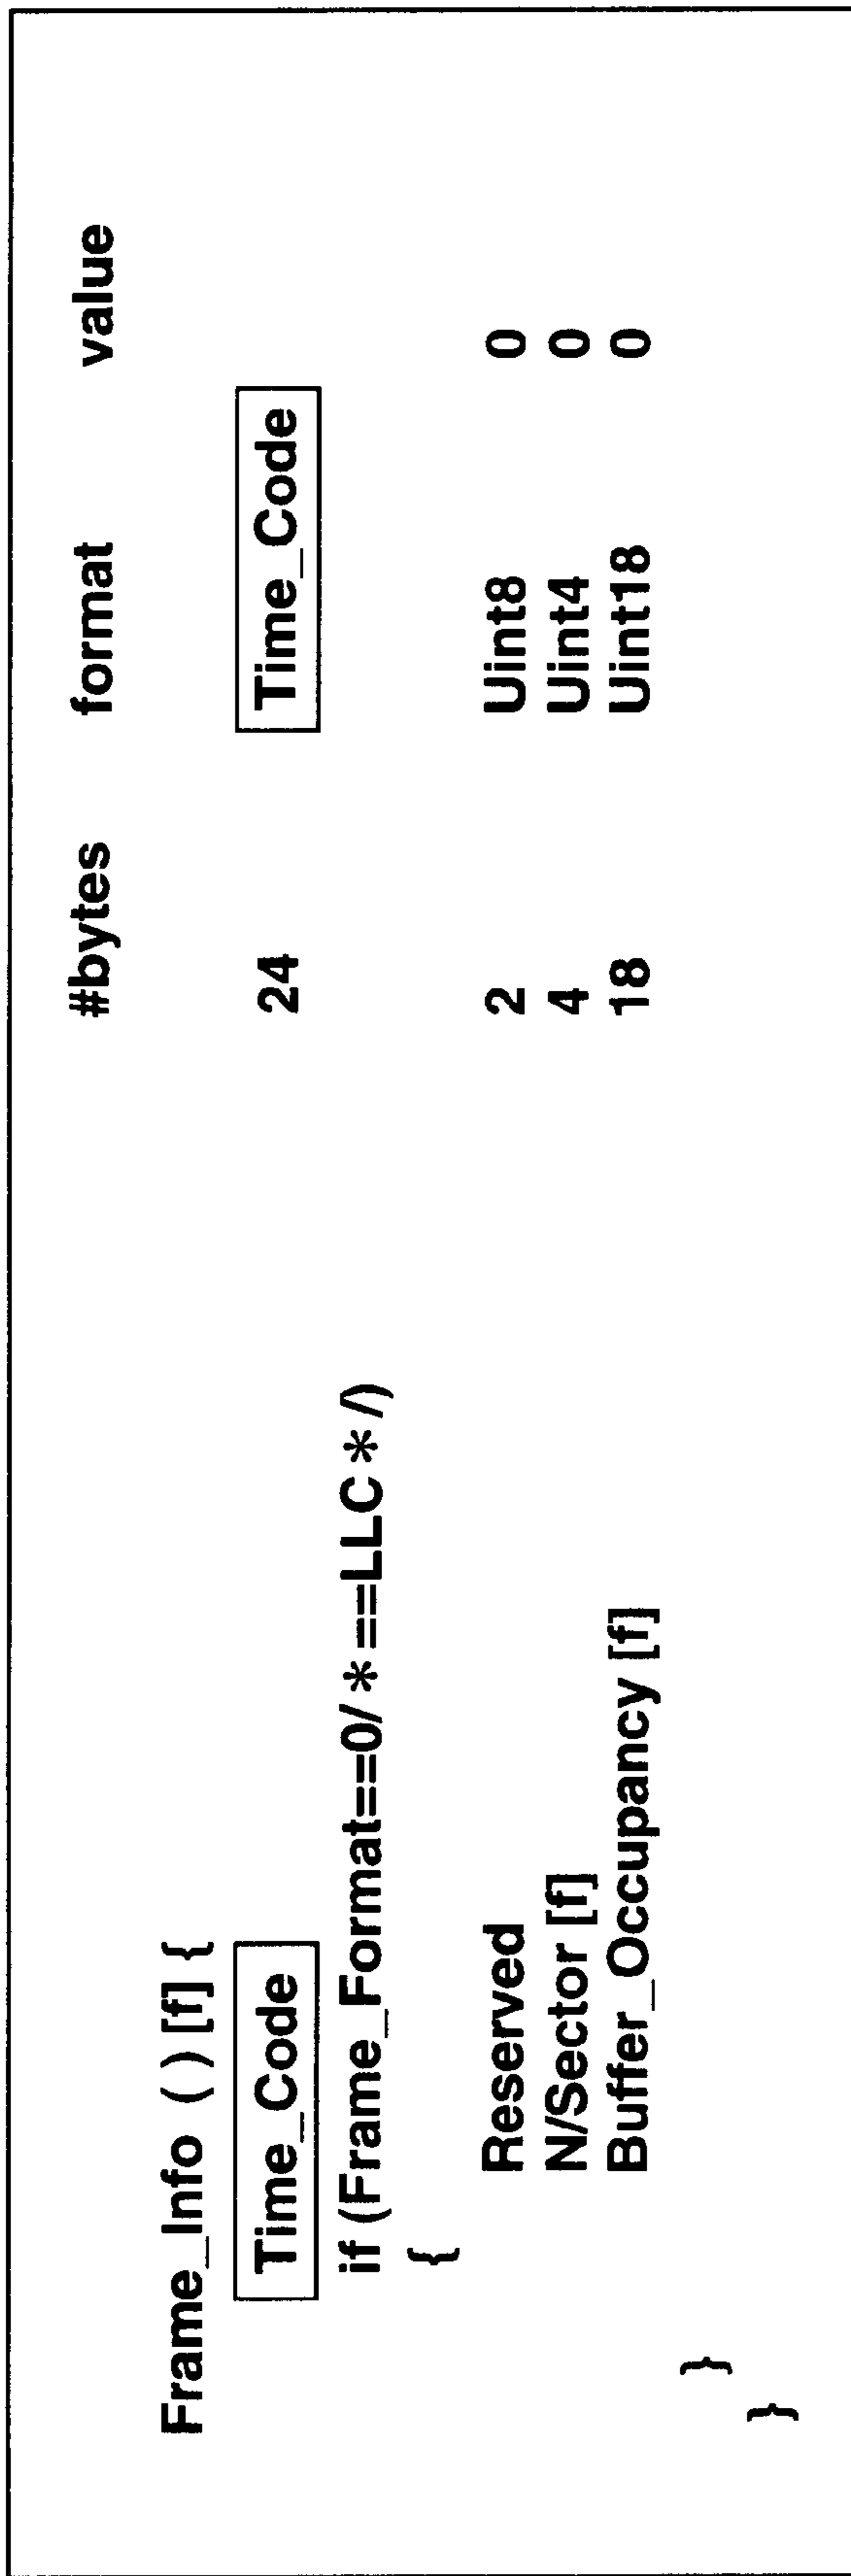 #bytes format value
Frame_Info ( ) [f] {
Time_Code 24 Time_Code
if (Frame_Format==0/*==LLC*/)
{
Reserved 2 Uint8 0
N/Sector [f] 4 Uint4 0
Buffer_Occupancy [f] 18 Uint18 0
}
}